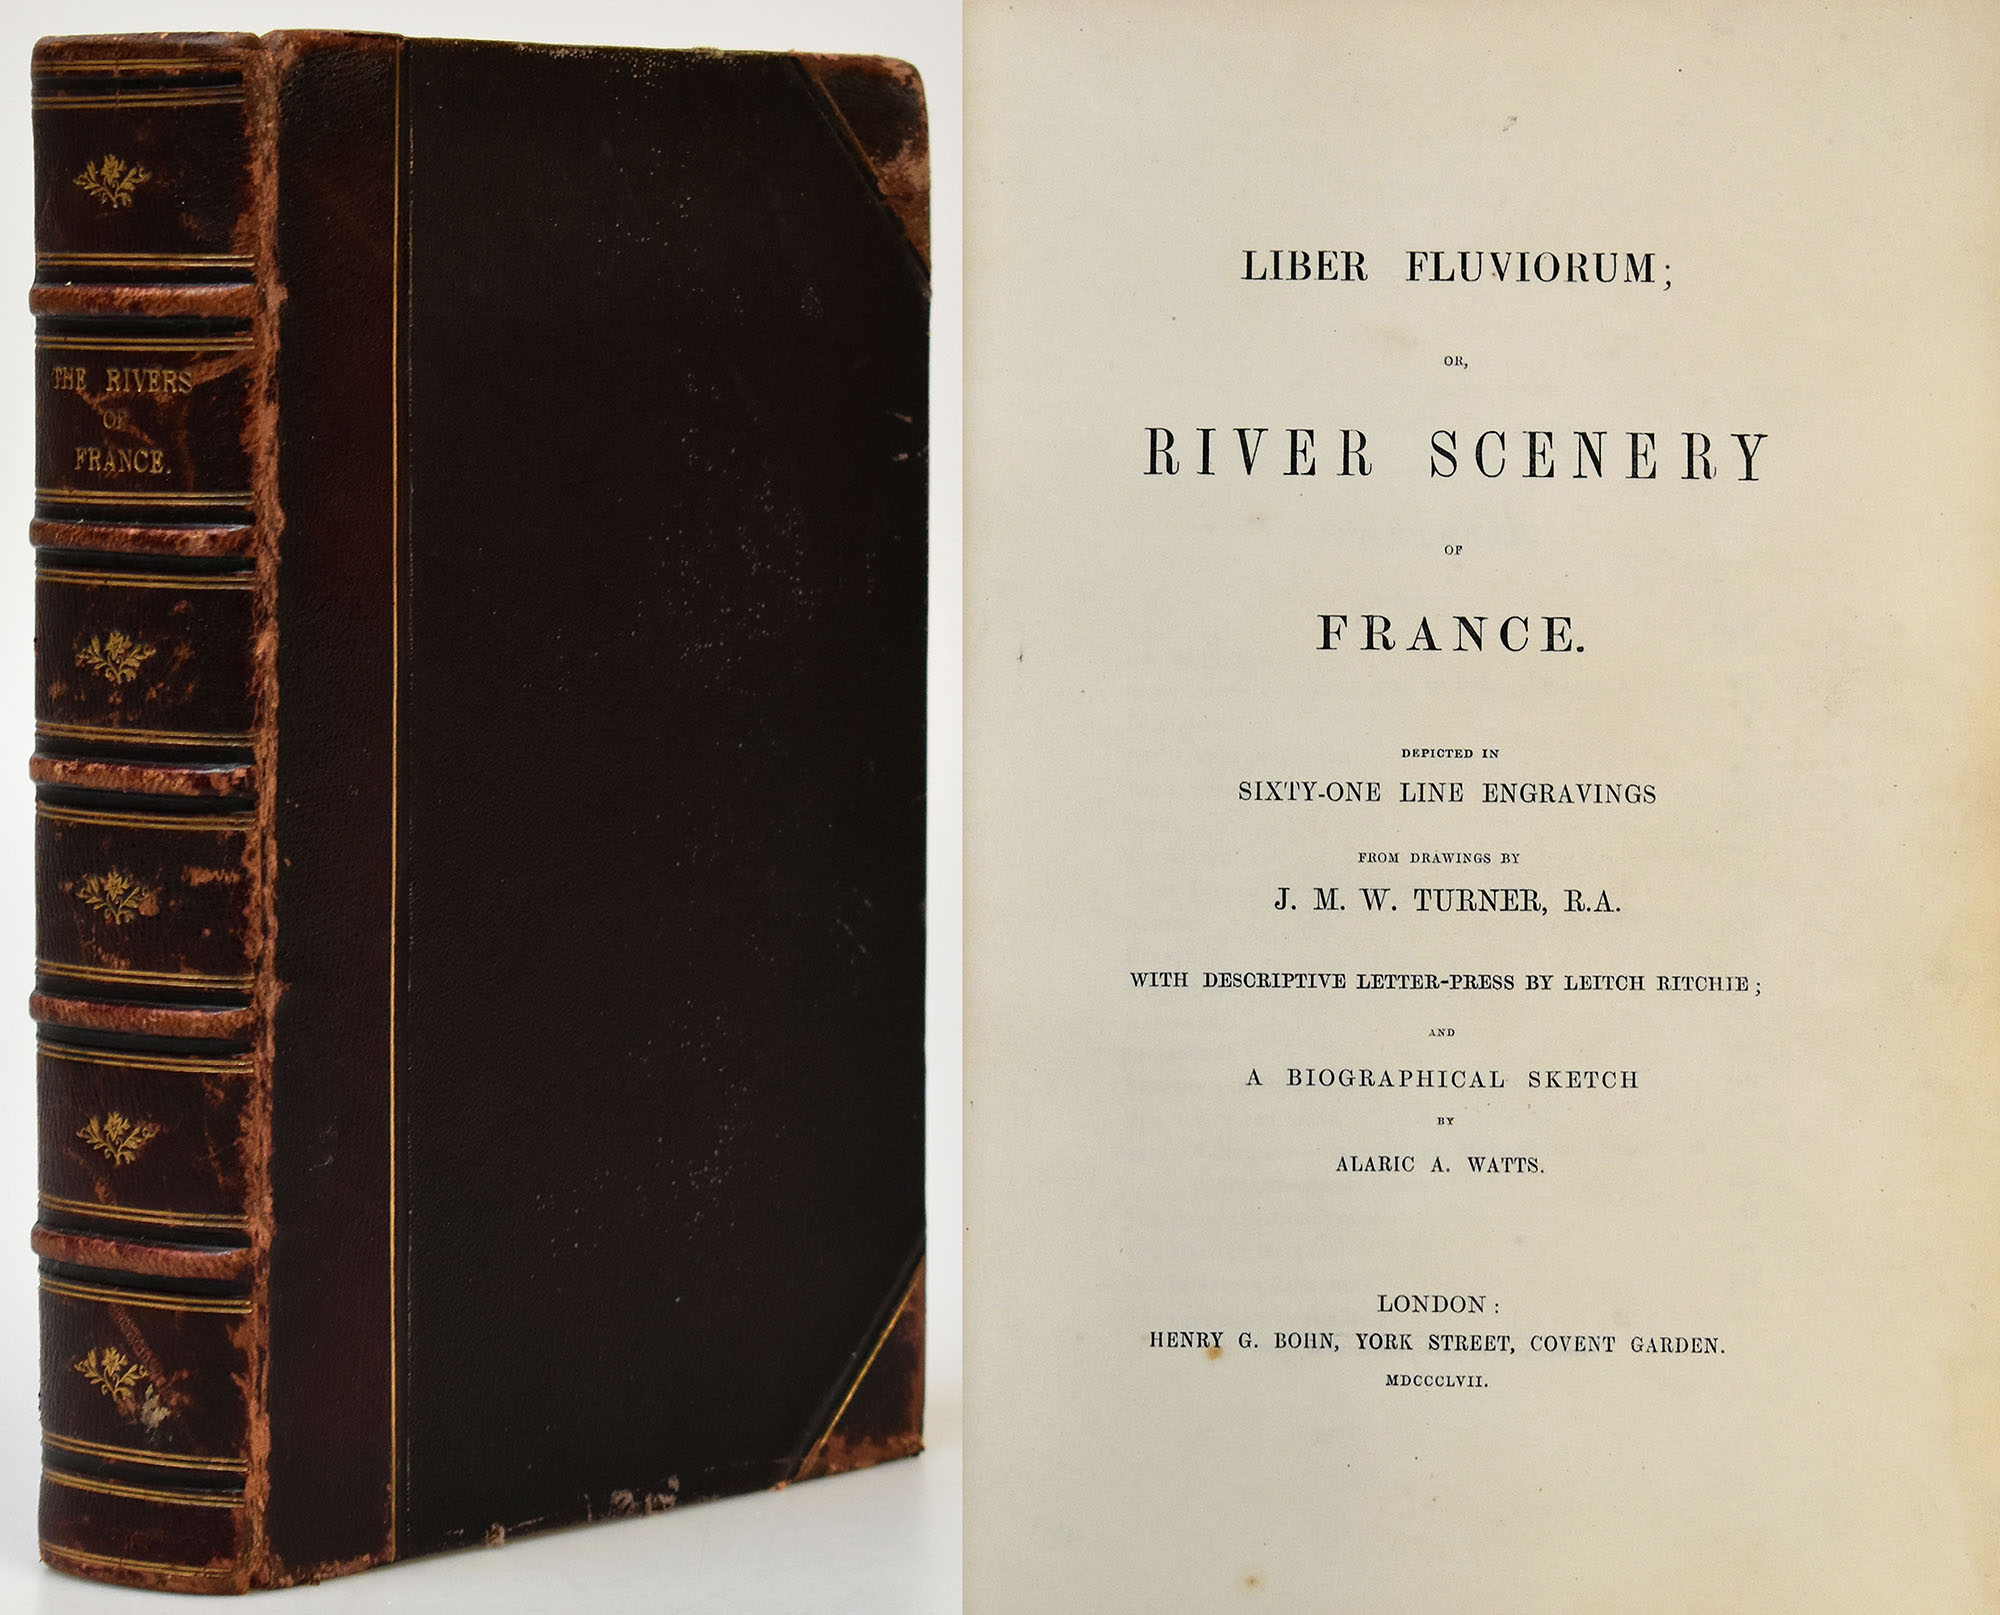 THE RIVERS
OF
FRANCE.
LIBER FLUVIORUM;
OR,
RIVER SCENERY
OF
FRANCE.
DEPICTED IN
SIXTY-ONE LINE ENGRAVINGS
FROM DRAWINGS BY
J. M. W. TURNER, R.A.
WITH DESCRIPTIVE LETTER-PRESS BY LEITCH RITCHIE;
AND
A BIOGRAPHICAL SKETCH
BY
ALARIC A. WATTS.
LONDON:
HENRY G. BOHN, YORK STREET, COVENT GARDEN.
MDCCCLVII.